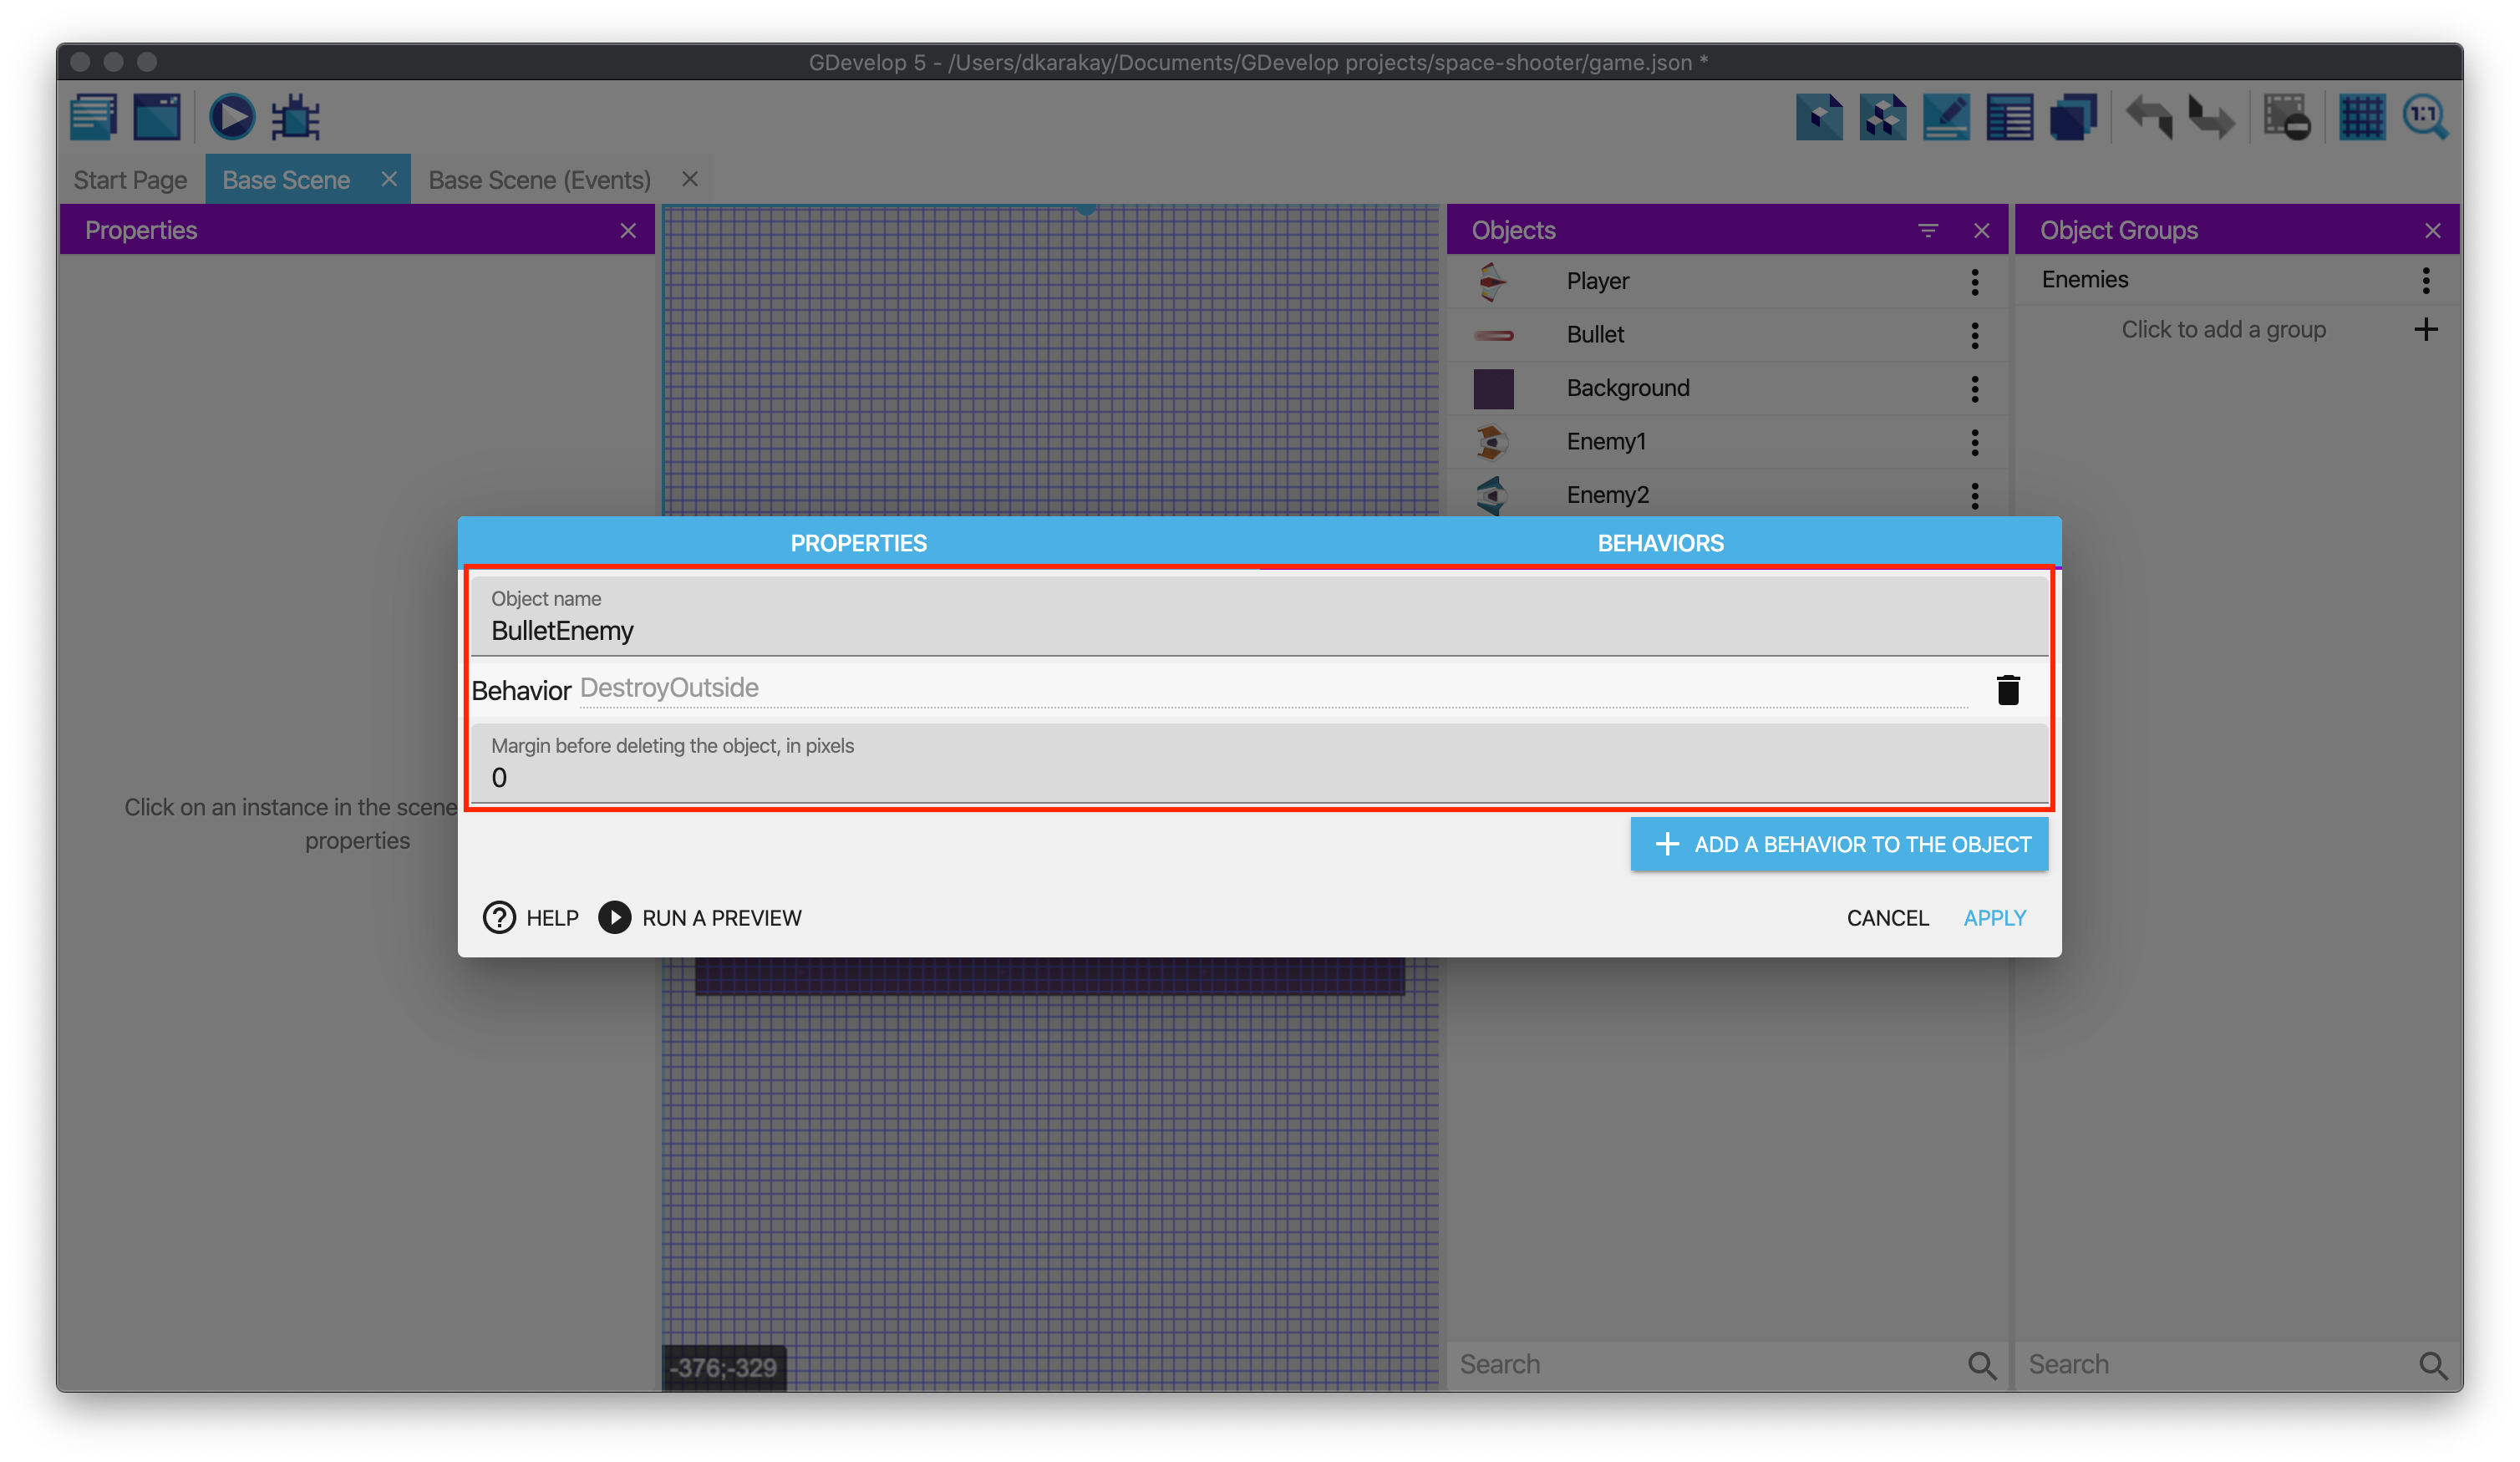 GDevelop 5 - /Users/dkarakay/Documents/GDevelop projects/space-shooter/game.json *
1:1
Start Page
Base Scene
Base Scene (Events)
Properties
Objects
Object Groups
Player
Enemies
Bullet
Click to add a group
Background
Enemy1
Enemy2
PROPERTIES
BEHAVIORS
Object name
BulletEnemy
Behavior DestroyOutside
Margin before deleting the object, in pixels
0
Click on an instance in the scene
properties
ADD A BEHAVIOR TO THE OBJECT
HELP
RUN A PREVIEW
CANCEL
APPLY
-376;-329
Search
Search